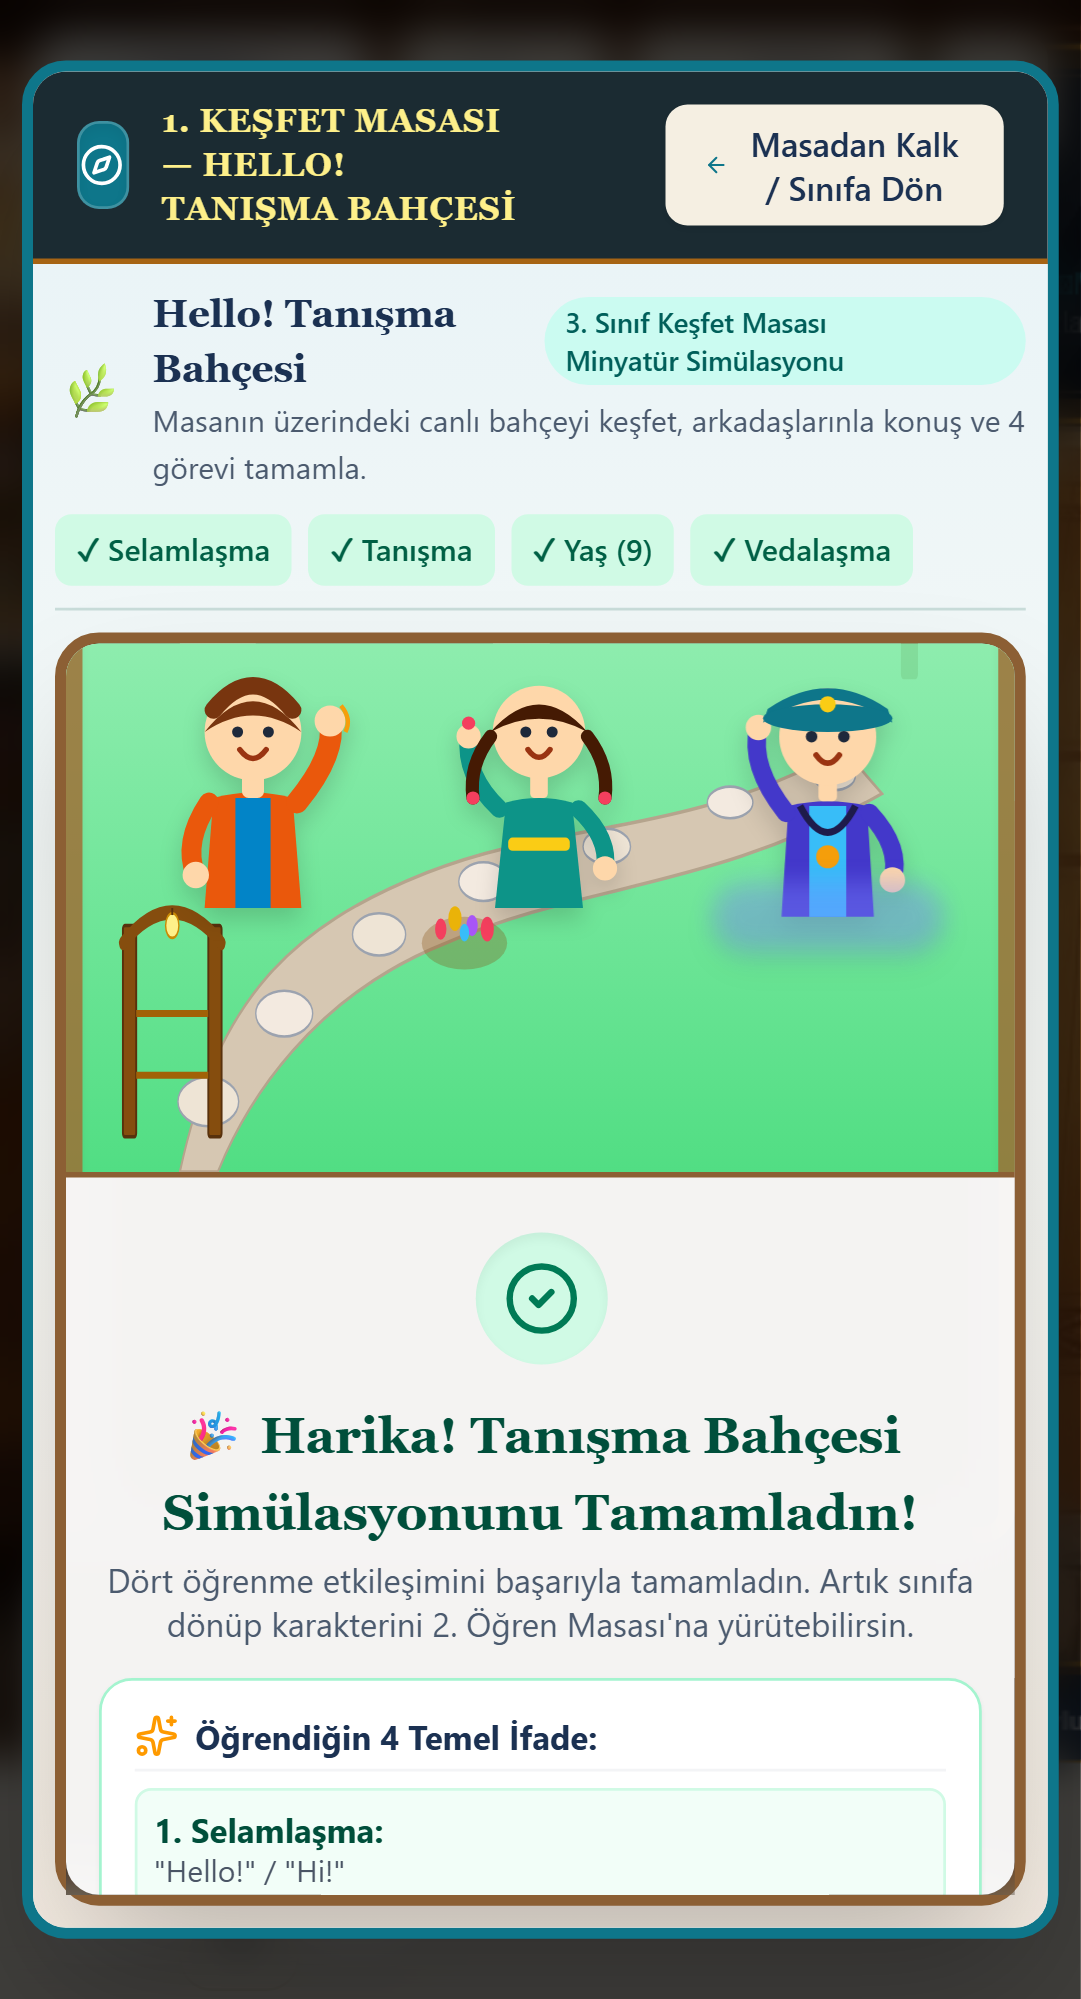 1. KEŞFET MASASI
— HELLO!
TANIŞMA BAHÇESİ
← Masadan Kalk
/ Sınıfa Dön
Hello! Tanışma
Bahçesi
3. Sınıf Keşfet Masası
Minyatür Simülasyonu
Masanın üzerindeki canlı bahçeyi keşfet, arkadaşlarınla konuş ve 4
görevi tamamla.
✓ Selamlaşma
✓ Tanışma
✓ Yaş (9)
✓ Vedalaşma
🎉 Harika! Tanışma Bahçesi
Simülasyonunu Tamamladın!
Dört öğrenme etkileşimini başarıyla tamamladın. Artık sınıfa
dönüp karakterini 2. Öğren Masası'na yürütebilirsin.
Öğrendiğin 4 Temel İfade:
1. Selamlaşma:
"Hello!" / "Hi!"